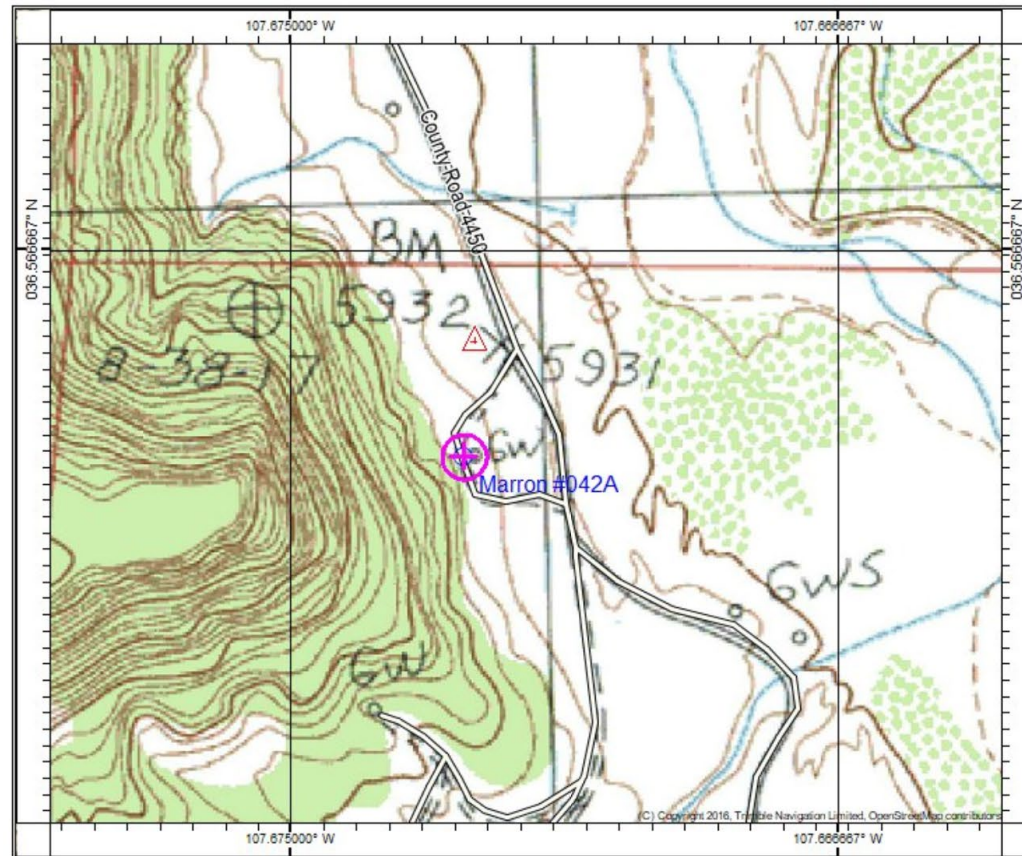 107.675000° W
107.666667° W
036.566667° N
036.566667° N
County Road 4450
BM
5932
X 5931
8-38-17
GW
Marron #042A
GWS
GW
(C) Copyright 2016, Trimble Navigation Limited, OpenStreetMap contributors
107.675000° W
107.666667° W